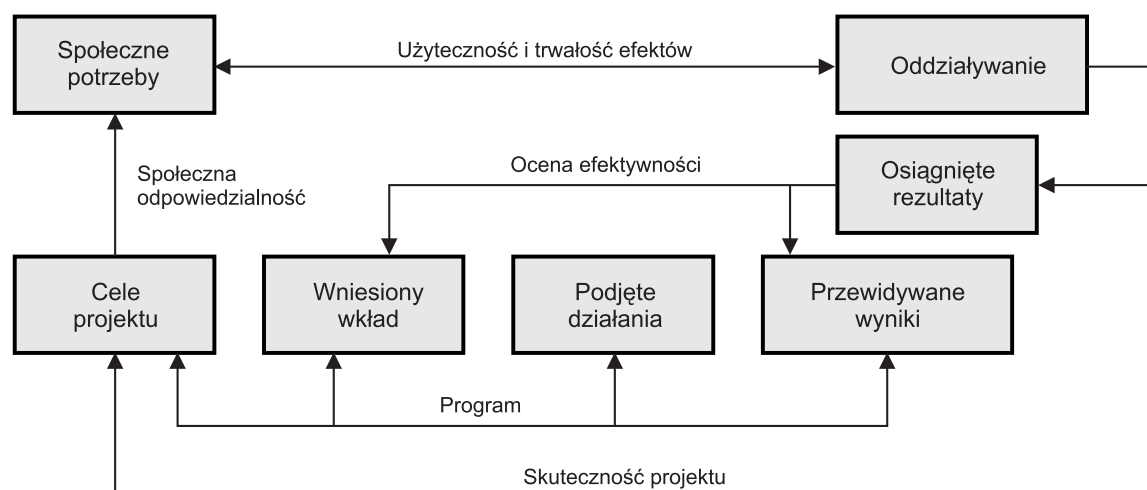 Społeczne
potrzeby
Użyteczność i trwałość efektów
Oddziaływanie
Społeczna
odpowiedzialność
Ocena efektywności
Osiągnięte
rezultaty
Cele
projektu
Wniesiony
wkład
Podjęte
działania
Przewidywane
wyniki
Program
Skuteczność projektu